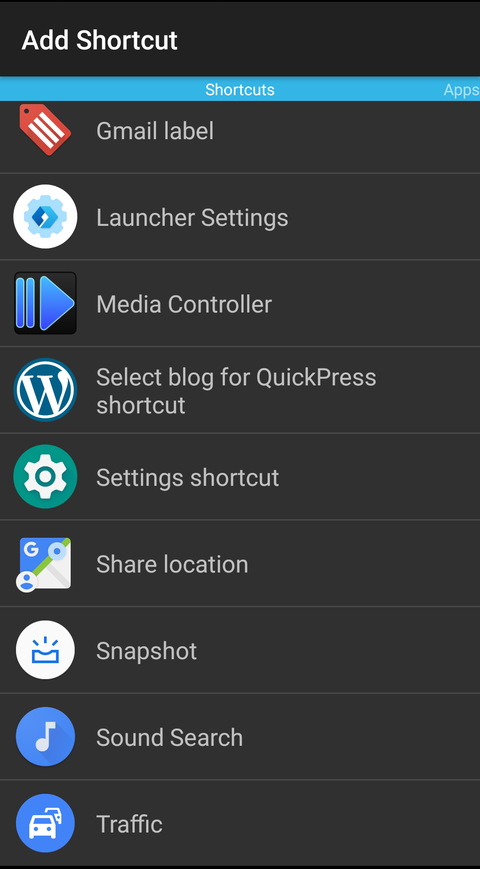 Add Shortcut
Shortcuts
Apps
Gmail label
Launcher Settings
Media Controller
Select blog for QuickPress
shortcut
Settings shortcut
G
Share location
Snapshot
Sound Search
Traffic